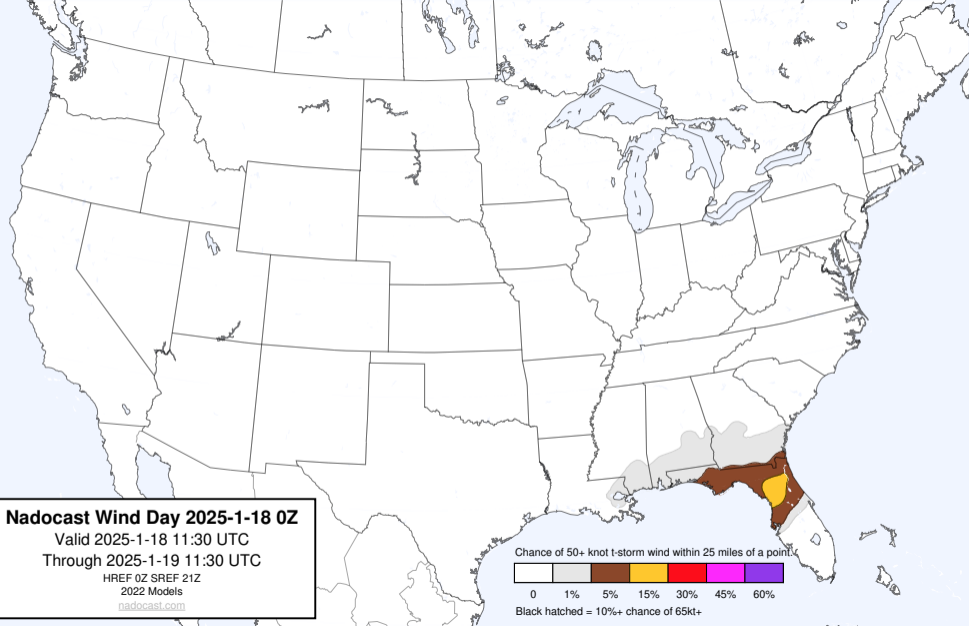 Nadocast Wind Day 2025-1-18 0Z
Valid 2025-1-18 11:30 UTC
Through 2025-1-19 11:30 UTC
HREF 0Z SREF 21Z
2022 Models
nadocast.com
Chance of 50+ knot t-storm wind within 25 miles of a point.
0 1% 5% 15% 30% 45% 60%
Black hatched = 10%+ chance of 65kt+